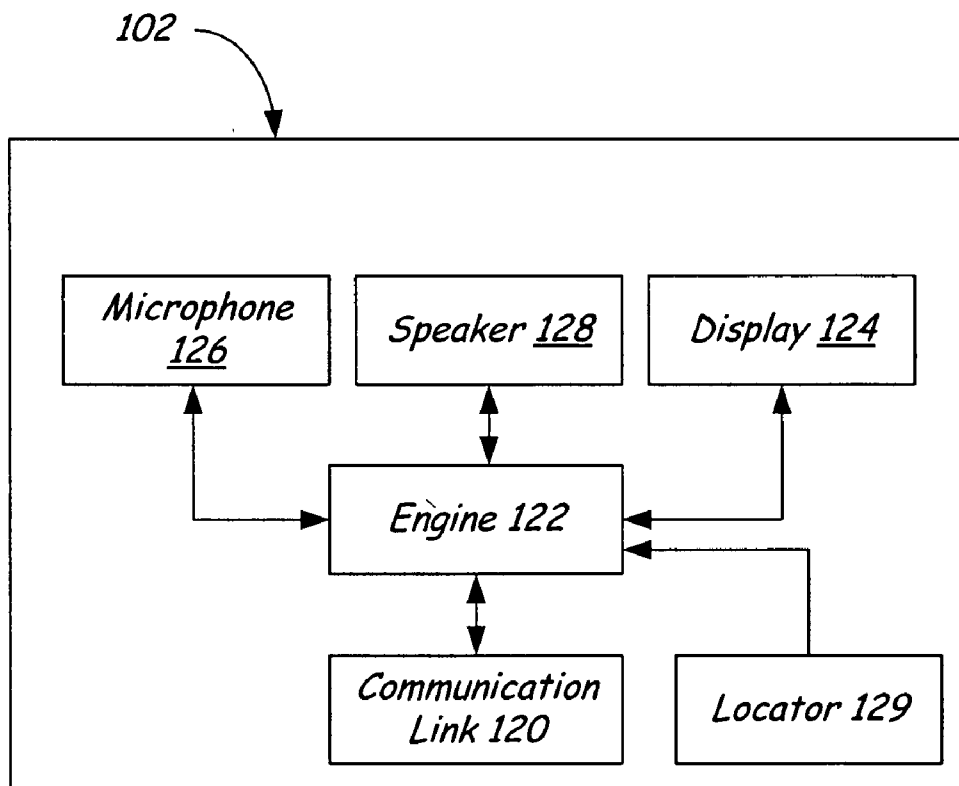 102
Microphone
126
Speaker 128
Display 124
Engine 122
Communication
Link 120
Locator 129